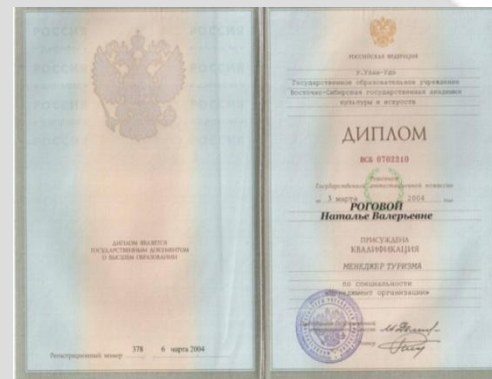 ДИПЛОМ ЯВЛЯЕТСЯ
ГОСУДАРСТВЕННЫМ ДОКУМЕНТОМ
О ВЫСШЕМ ОБРАЗОВАНИИ
Регистрационный номер 378 6 марта 2004
РОССИЙСКАЯ ФЕДЕРАЦИЯ
г.Улан-Удэ
Государственное образовательное учреждение
Восточно-Сибирская государственная академия
культуры и искусств
ДИПЛОМ
ВСБ 0702210
Решением
Государственной аттестационной комиссии
от 3 марта 2004 года
РОГОВОЙ
Наталье Валерьевне
ПРИСУЖДЕНА
КВАЛИФИКАЦИЯ
МЕНЕДЖЕР ТУРИЗМА
по специальности
организации»